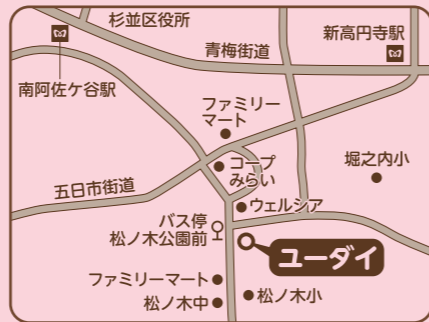 杉並区役所
新高円寺駅
青梅街道
南阿佐ケ谷駅
ファミリー
マート
コープ
みらい
堀之内小
五日市街道
ウェルシア
バス停
松ノ木公園前
ユーダイ
ファミリーマート
松ノ木中
松ノ木小